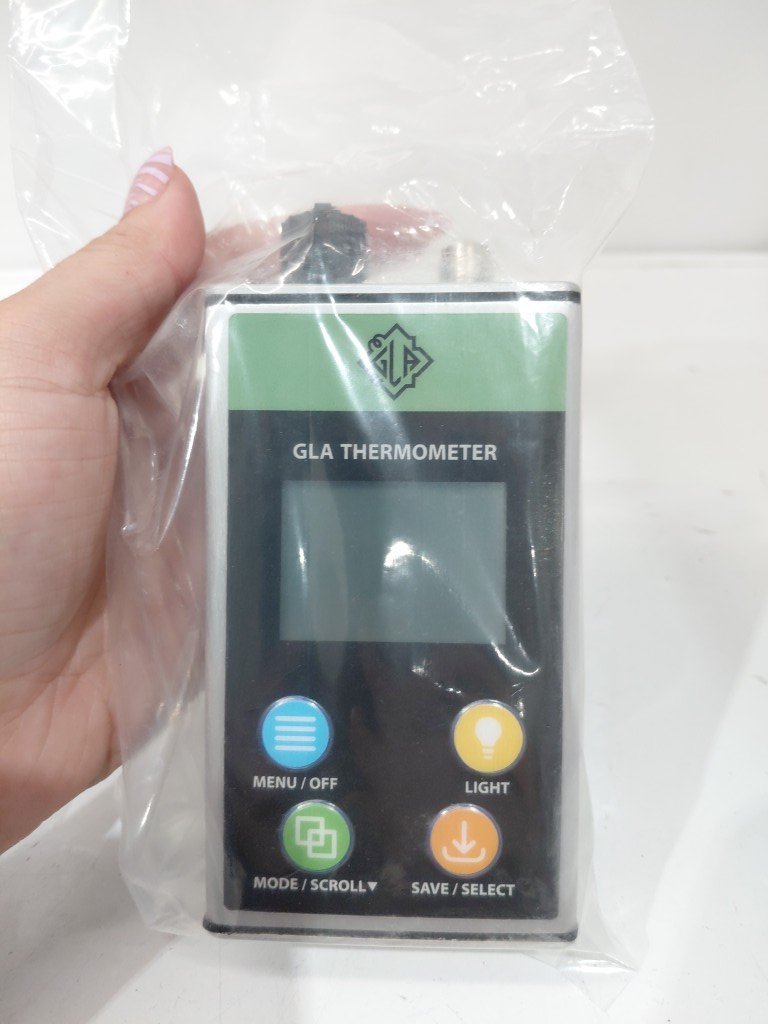 GLA
GLA THERMOMETER
MENU / OFF
LIGHT
MODE / SCROLL▼
SAVE / SELECT